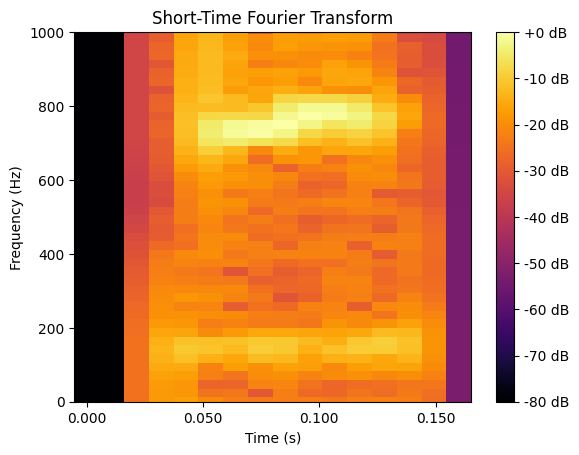 Short-Time Fourier Transform
1000
800
600
400
200
0
Frequency (Hz)
0.000
0.050
0.100
0.150
Time (s)
+0 dB
-10 dB
-20 dB
-30 dB
-40 dB
-50 dB
-60 dB
-70 dB
-80 dB